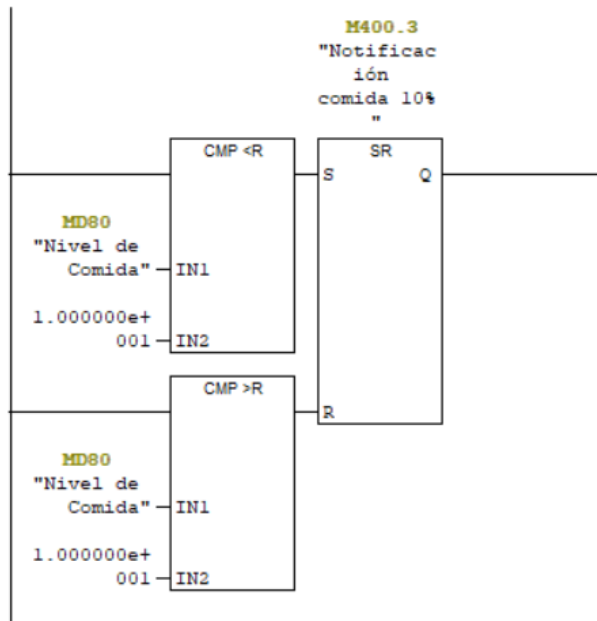 M400.3
"Notificac
ión
comida 10%
"
CMP <R
SR
S
Q
MD80
"Nivel de
Comida"
IN1
1.000000e+
001
IN2
CMP >R
R
MD80
"Nivel de
Comida"
IN1
1.000000e+
001
IN2